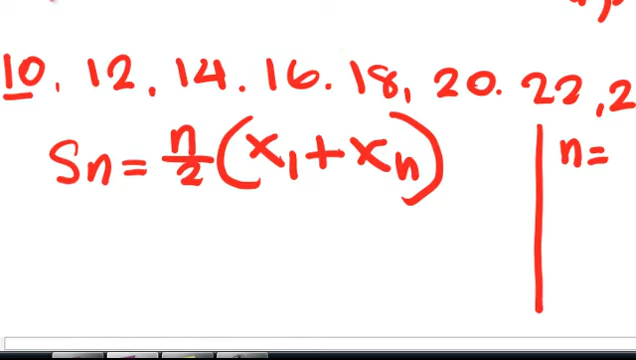 10, 12, 14. 16. 18, 20. 22, 2
Sn = n/2 (x₁ + xₙ)
n =